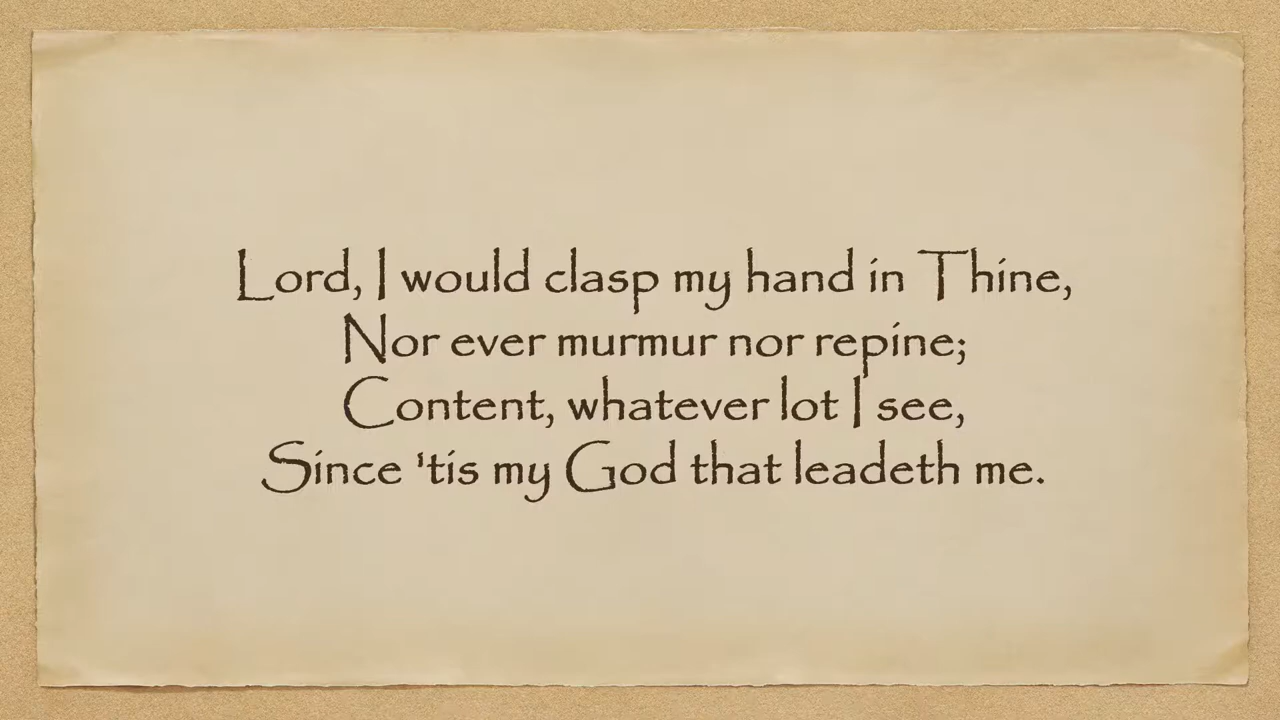 Lord, I would clasp my hand in Thine,
Nor ever murmur nor repine;
Content, whatever lot I see,
Since 'tis my God that leadeth me.